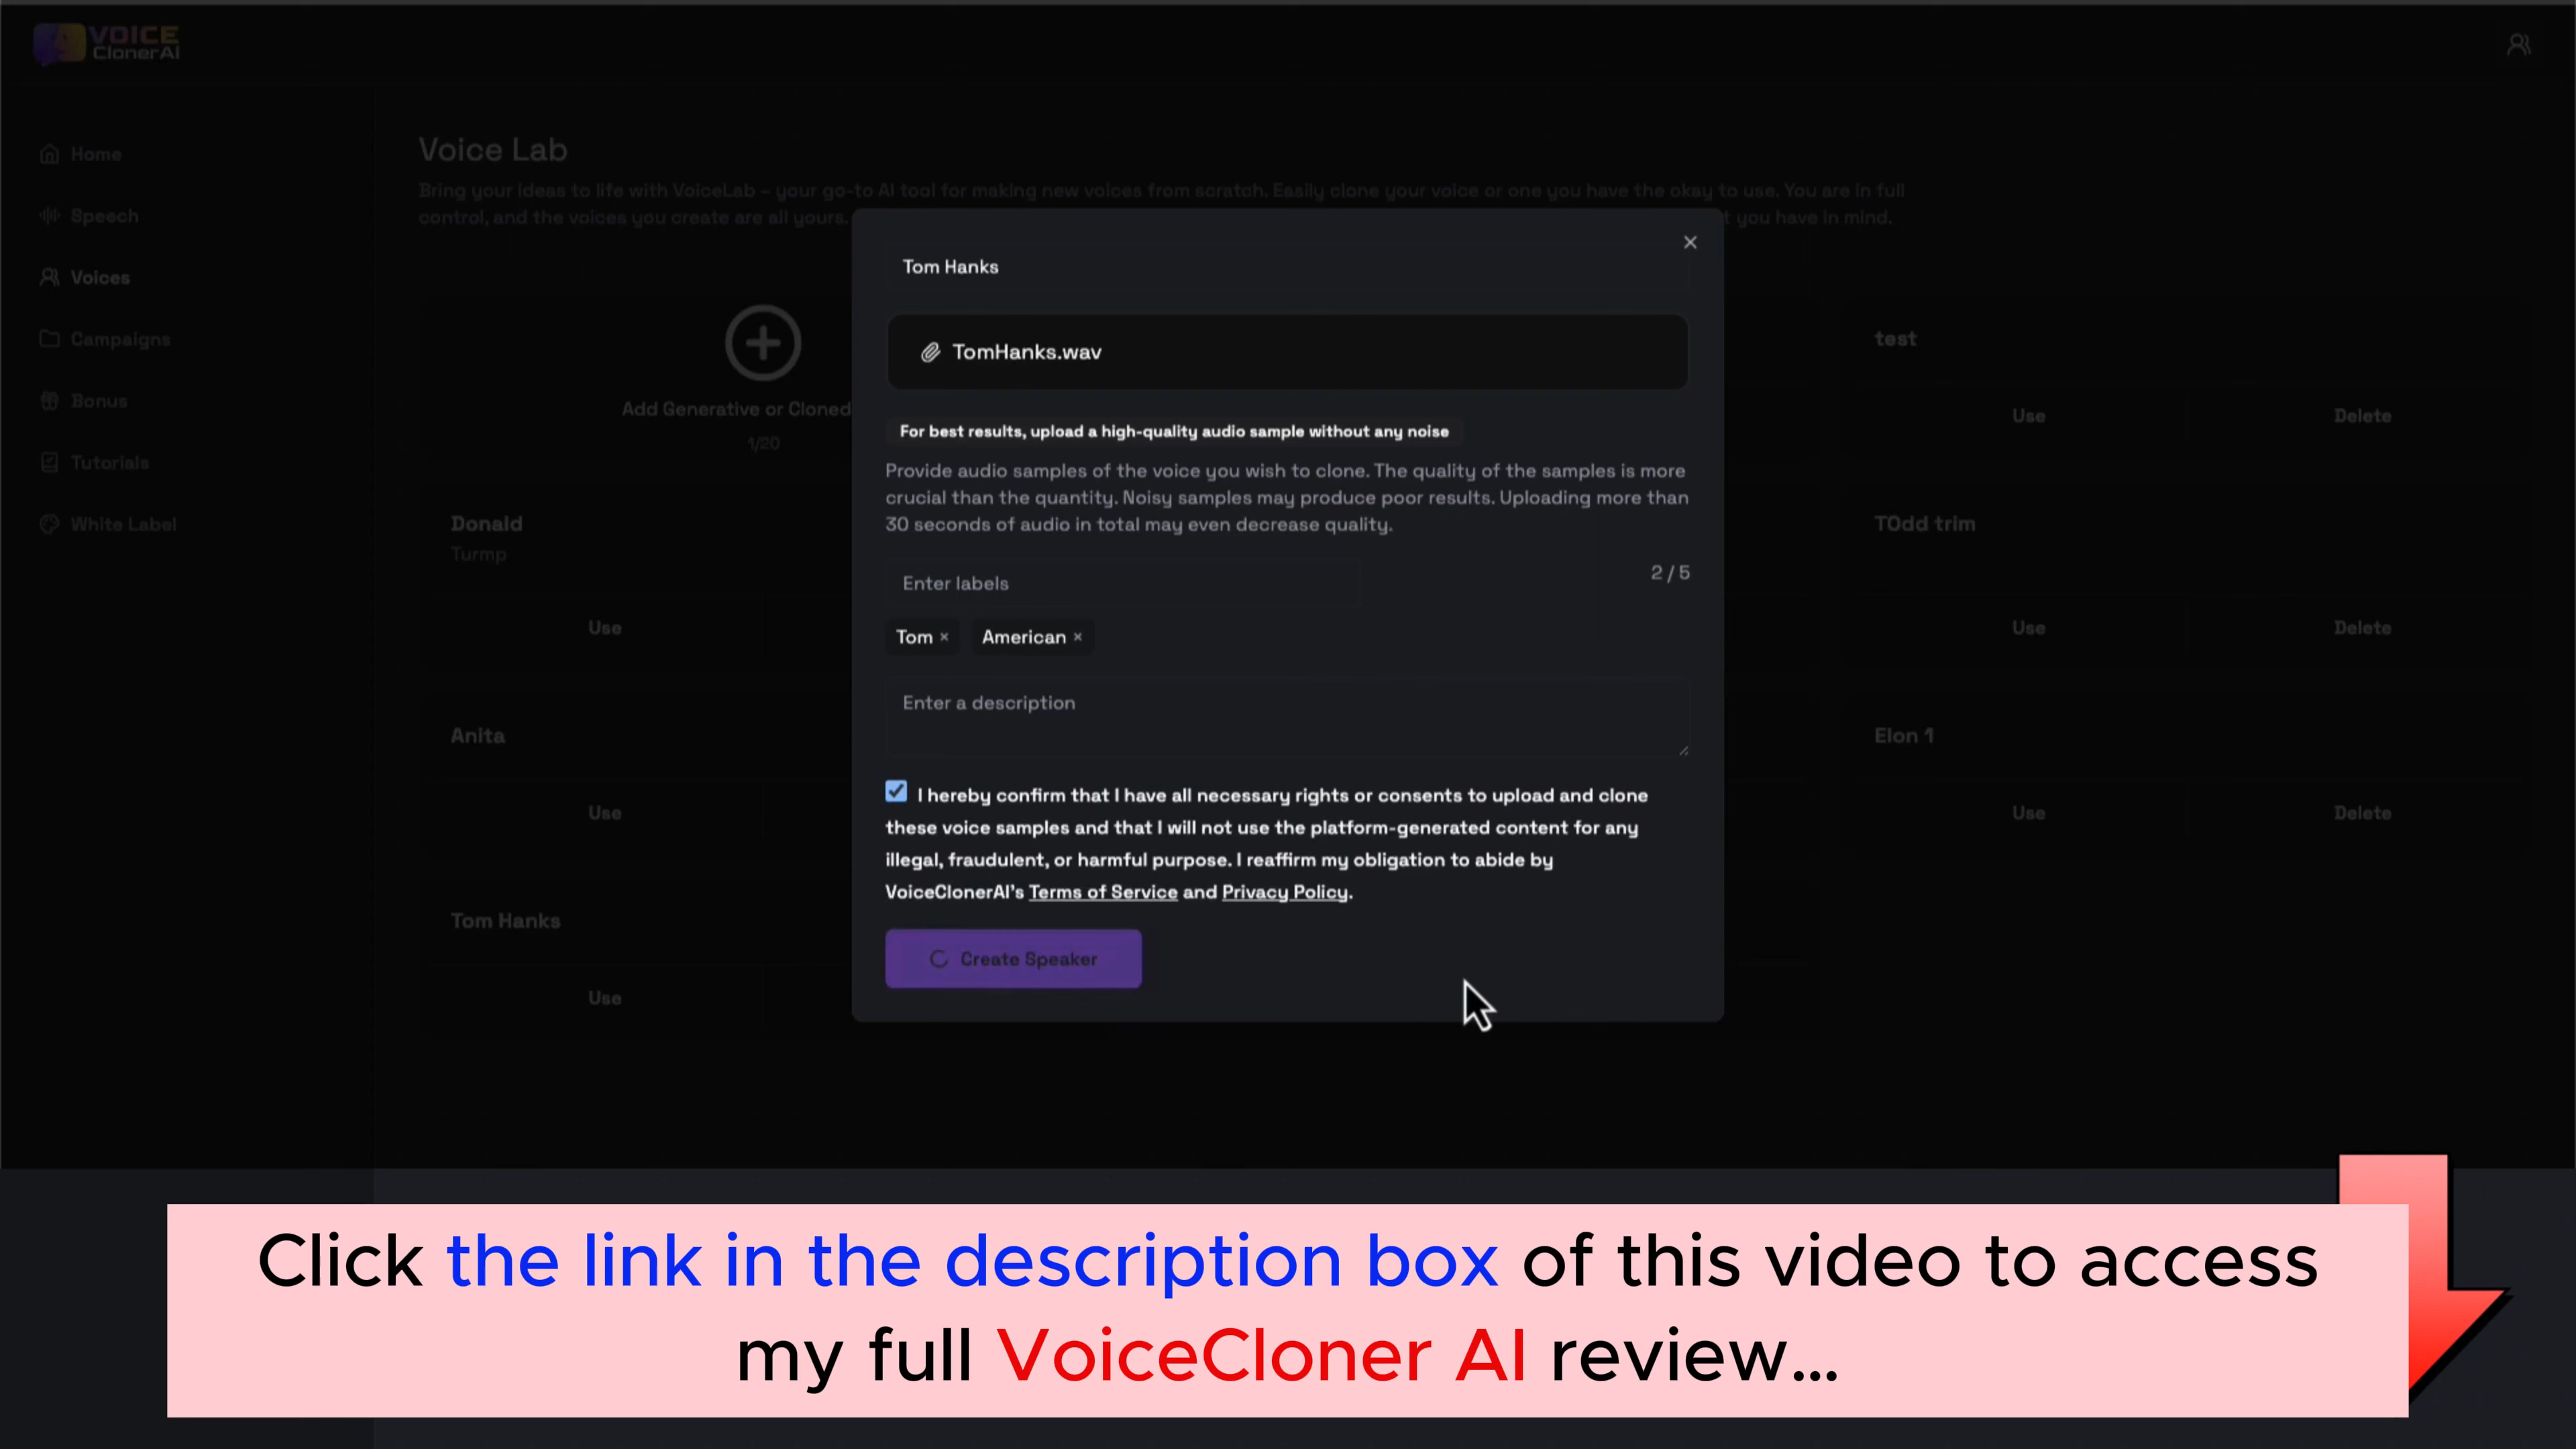 VOICE
ClonerAI
Home
Speech
Voices
Campaigns
Bonus
Tutorials
White Label
Voice Lab
Bring your ideas to life with VoiceLab – your go-to AI tool for making new voices from scratch. Easily clone your voice or one you have the okay to use. You are in full
control, and the voices you create are all yours.
t you have in mind.
Add Generative or Cloned
1/20
test
Use
Delete
Donald
Turmp
Use
TOdd trim
Use
Delete
Anita
Use
Elon 1
Use
Delete
Tom Hanks
Use
Tom Hanks
TomHanks.wav
For best results, upload a high-quality audio sample without any noise
Provide audio samples of the voice you wish to clone. The quality of the samples is more
crucial than the quantity. Noisy samples may produce poor results. Uploading more than
30 seconds of audio in total may even decrease quality.
Enter labels
2 / 5
Tom ×
American ×
Enter a description
I hereby confirm that I have all necessary rights or consents to upload and clone
these voice samples and that I will not use the platform-generated content for any
illegal, fraudulent, or harmful purpose. I reaffirm my obligation to abide by
VoiceClonerAI's Terms of Service and Privacy Policy.
Create Speaker
Click the link in the description box of this video to access
my full VoiceCloner AI review...